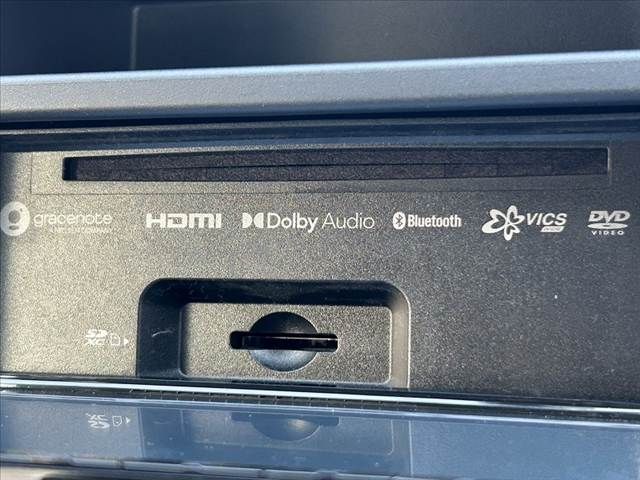 gracenote
HDMI
Dolby Audio
Bluetooth
VICS
DVD
VIDEO
SD
XC